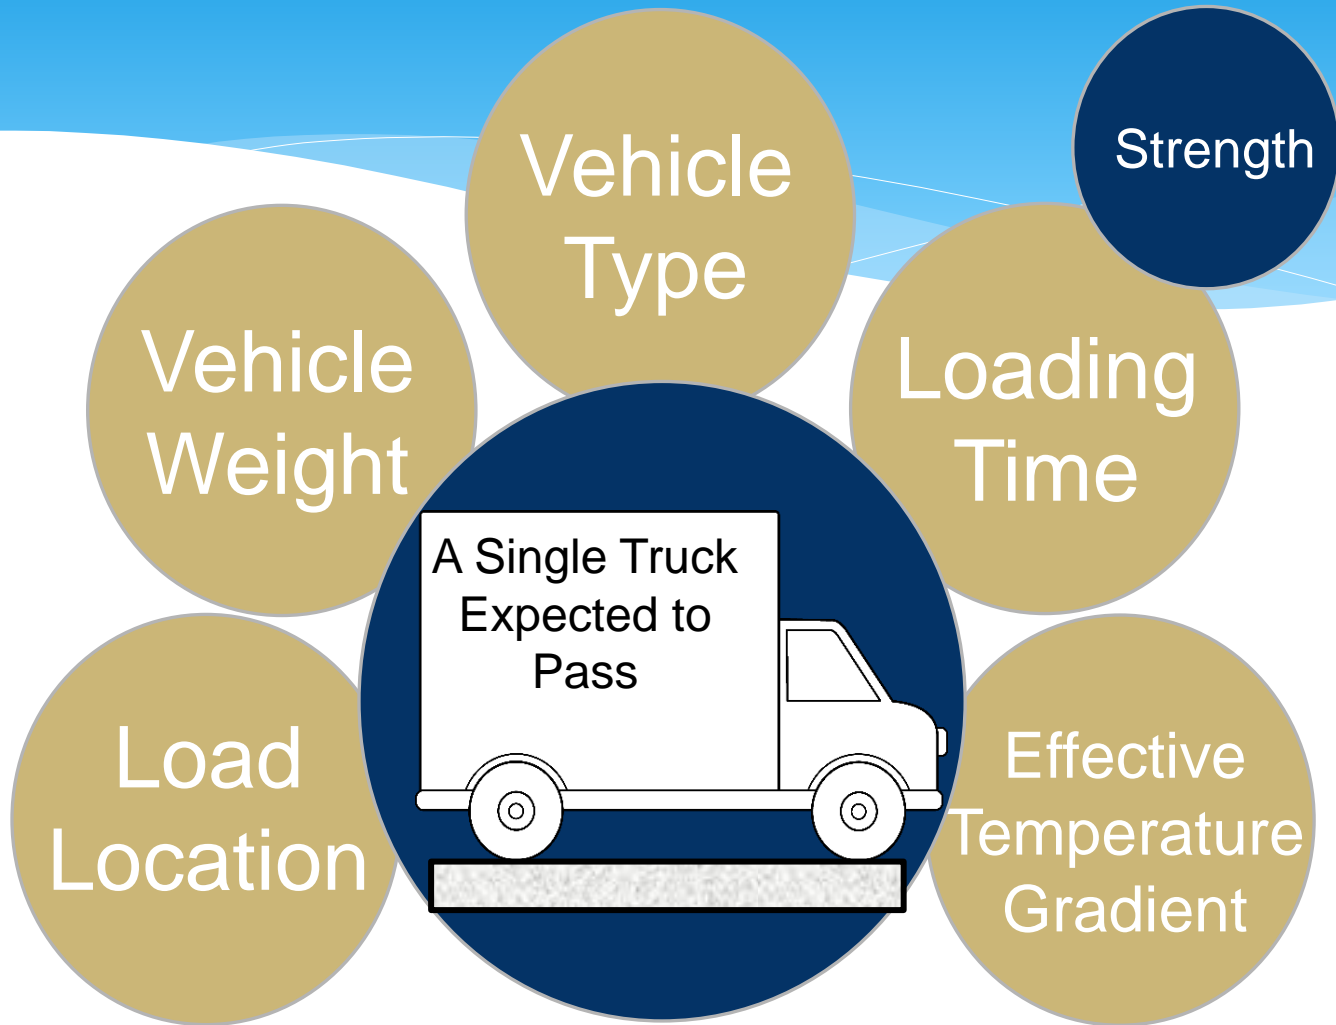 Vehicle
Type
Strength
Vehicle
Weight
Loading
Time
A Single Truck
Expected to
Pass
Load
Location
Effective
Temperature
Gradient